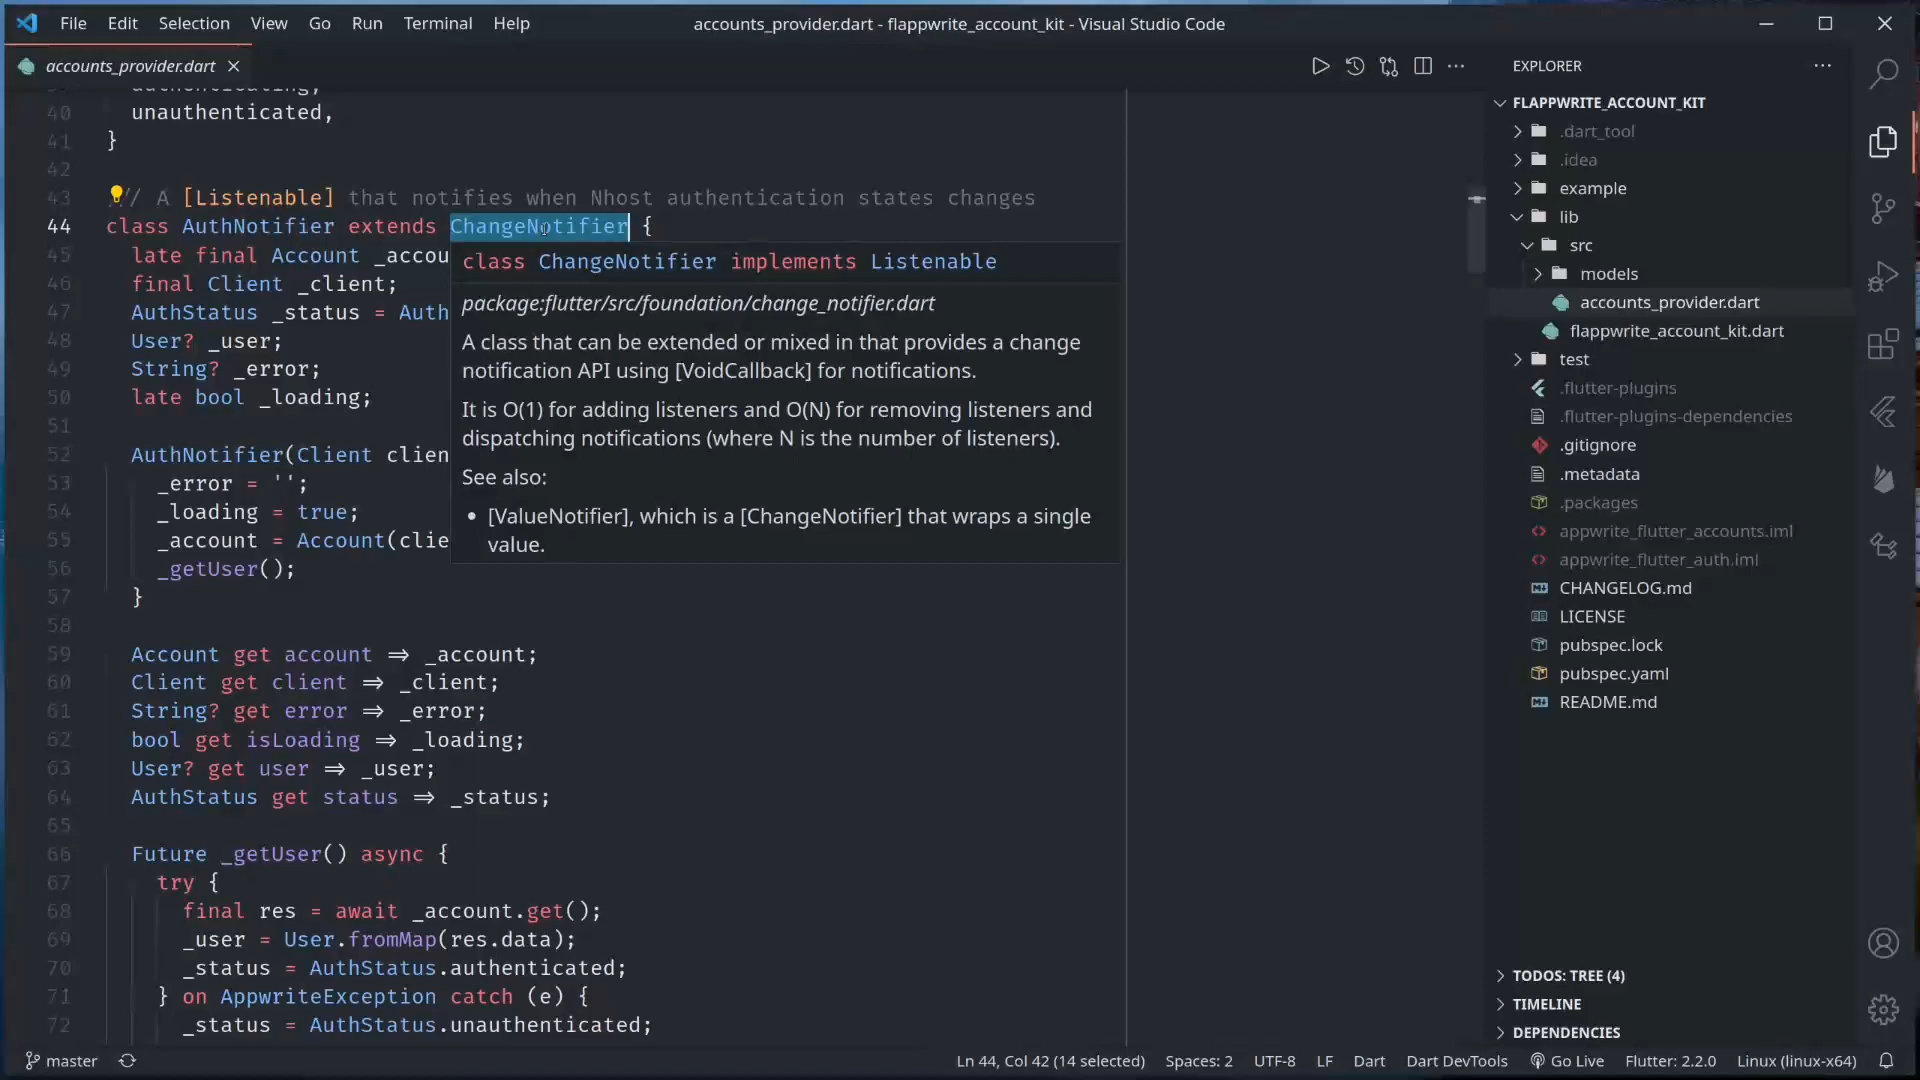 File Edit Selection View Go Run Terminal Help
accounts_provider.dart - flappwrite_account_kit - Visual Studio Code
accounts_provider.dart
authenticating,
40 unauthenticated,
41 }
42
43 // A [Listenable] that notifies when Nhost authentication states changes
44 class AuthNotifier extends ChangeNotifier {
45 late final Account _accou
46 final Client _client;
47 AuthStatus _status = Auth
48 User? _user;
49 String? _error;
50 late bool _loading;
51
52 AuthNotifier(Client clien
53 _error = '';
54 _loading = true;
55 _account = Account(clie
56 _getUser();
57 }
58
59 Account get account => _account;
60 Client get client => _client;
61 String? get error => _error;
62 bool get isLoading => _loading;
63 User? get user => _user;
64 AuthStatus get status => _status;
65
66 Future _getUser() async {
67 try {
68 final res = await _account.get();
69 _user = User.fromMap(res.data);
70 _status = AuthStatus.authenticated;
71 } on AppwriteException catch (e) {
72 _status = AuthStatus.unauthenticated;
class ChangeNotifier implements Listenable
package:flutter/src/foundation/change_notifier.dart
A class that can be extended or mixed in that provides a change
notification API using [VoidCallback] for notifications.
It is O(1) for adding listeners and O(N) for removing listeners and
dispatching notifications (where N is the number of listeners).
See also:
• [ValueNotifier], which is a [ChangeNotifier] that wraps a single
value.
EXPLORER
FLAPPWRITE_ACCOUNT_KIT
.dart_tool
.idea
example
lib
src
models
accounts_provider.dart
flappwrite_account_kit.dart
test
.flutter-plugins
.flutter-plugins-dependencies
.gitignore
.metadata
.packages
appwrite_flutter_accounts.iml
appwrite_flutter_auth.iml
CHANGELOG.md
LICENSE
pubspec.lock
pubspec.yaml
README.md
TODOS: TREE (4)
TIMELINE
DEPENDENCIES
master
Ln 44, Col 42 (14 selected) Spaces: 2 UTF-8 LF Dart Dart DevTools Go Live Flutter: 2.2.0 Linux (linux-x64)